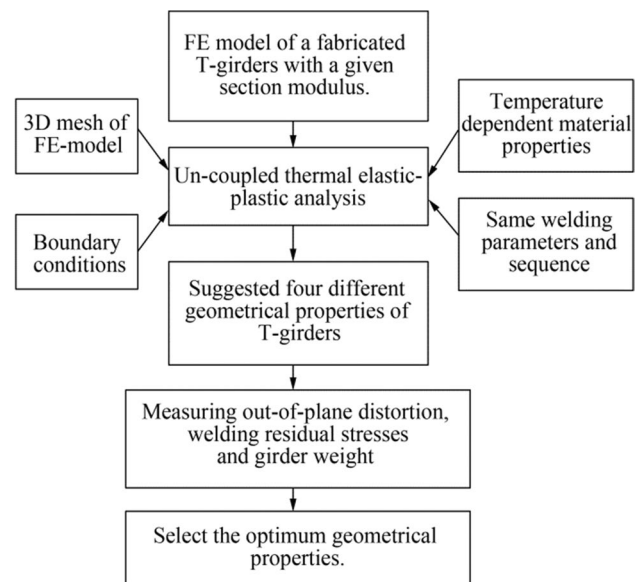 FE model of a fabricated
T-girders with a given
section modulus.
3D mesh of
FE-model
Temperature
dependent material
properties
Un-coupled thermal elastic-
plastic analysis
Boundary
conditions
Same welding
parameters and
sequence
Suggested four different
geometrical properties of
T-girders
Measuring out-of-plane distortion,
welding residual stresses
and girder weight
Select the optimum geometrical
properties.